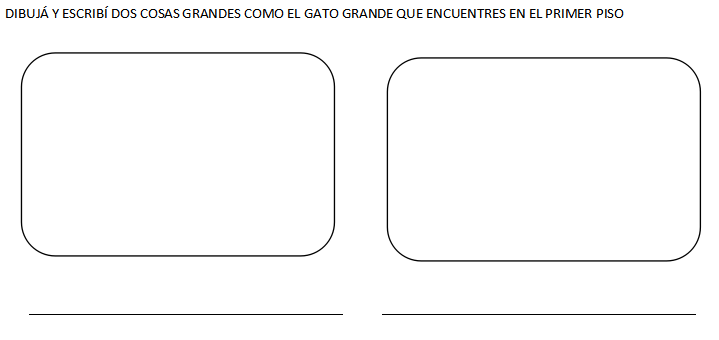 DIBUJÁ Y ESCRIBÍ DOS COSAS GRANDES COMO EL GATO GRANDE QUE ENCUENTRES EN EL PRIMER PISO